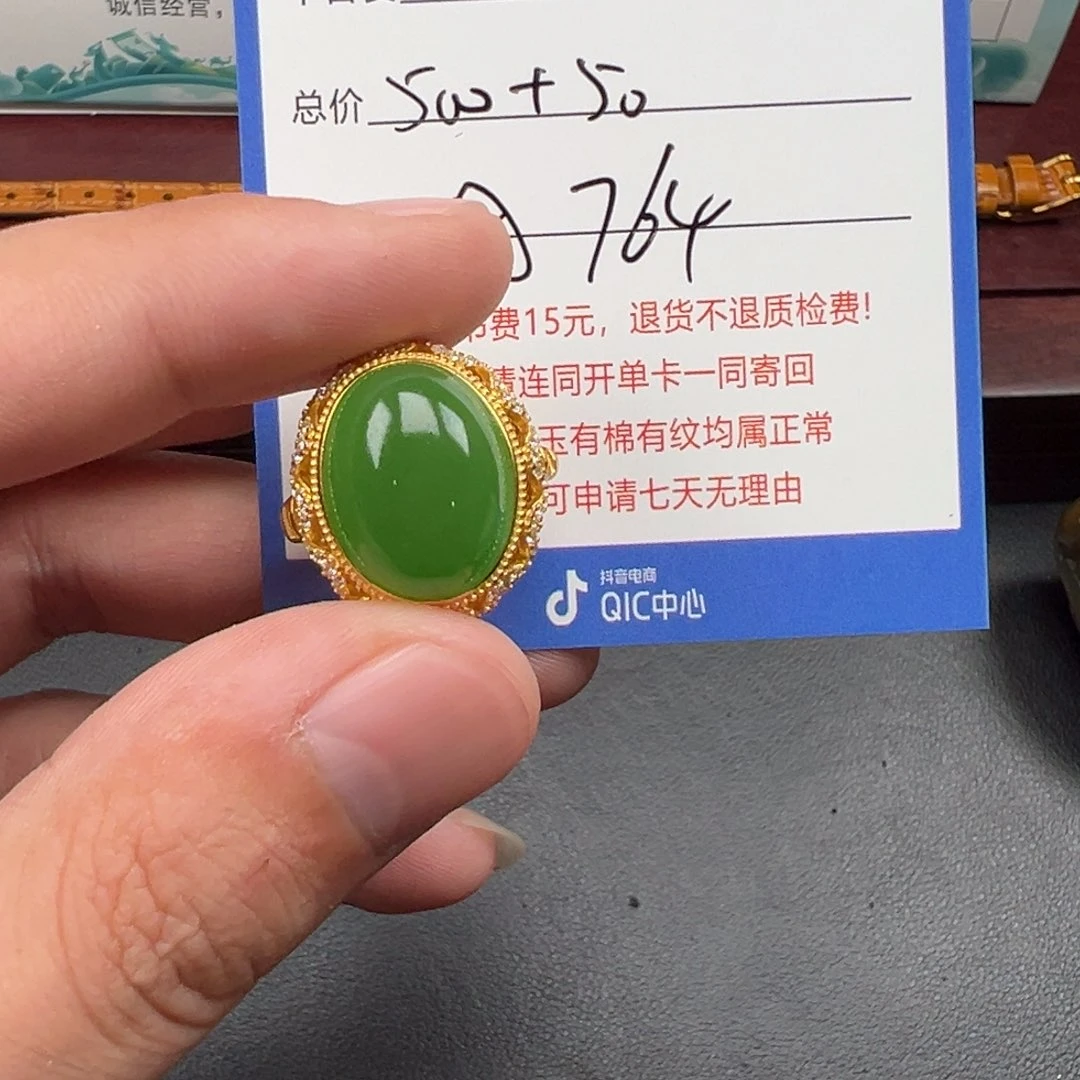 诚信经营，
总价 500+50
764
费15元，退货不退质检费!
请连同开单卡一同寄回
玉有棉有纹均属正常
可申请七天无理由
抖音电商
QIC中心